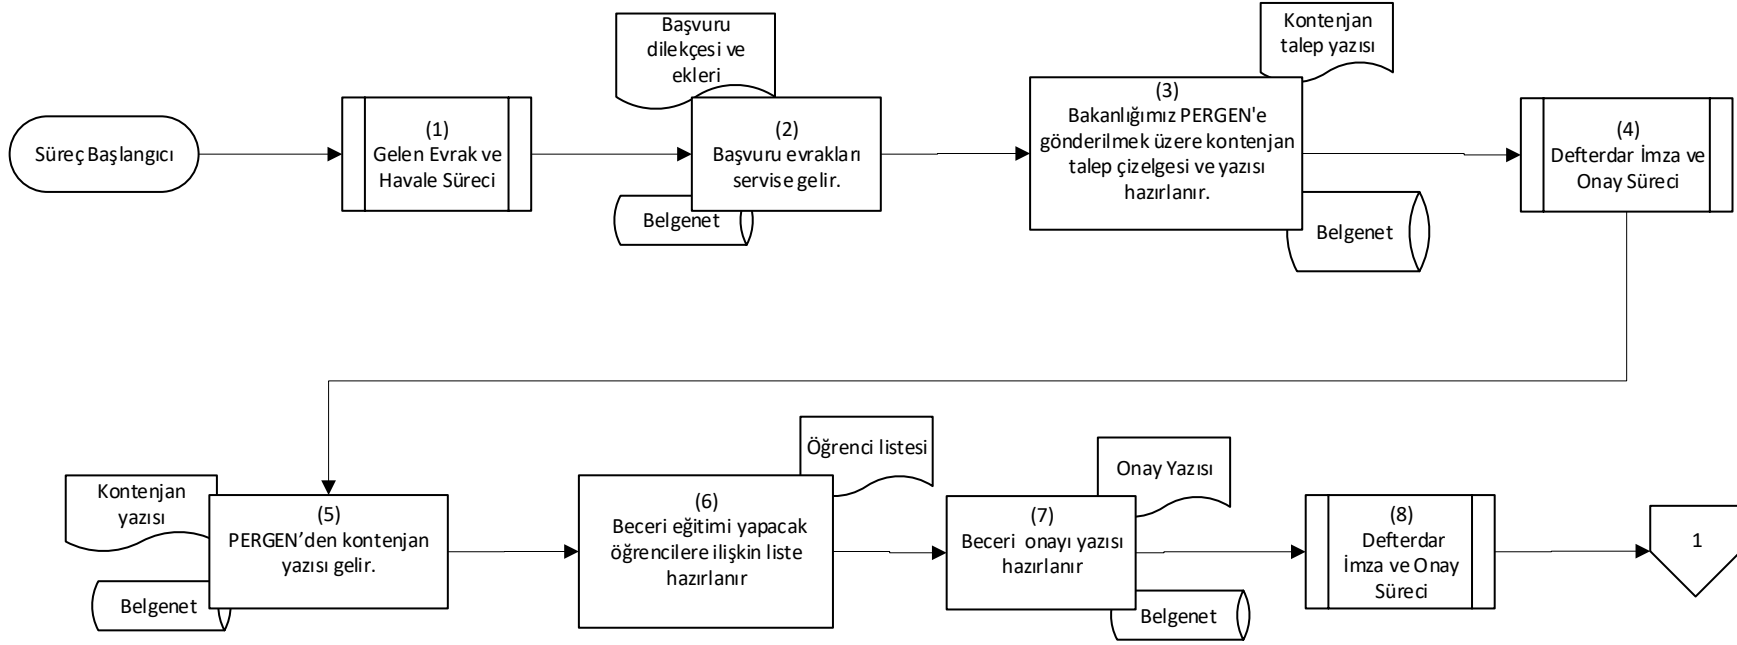 Süreç Başlangıcı
(1)
Gelen Evrak ve
Havale Süreci
Başvuru
dilekçesi ve
ekleri
(2)
Başvuru evrakları
servise gelir.
Belgenet
Kontenjan
talep yazısı
(3)
Bakanlığımız PERGEN'e
gönderilmek üzere kontenjan
talep çizelgesi ve yazısı
hazırlanır.
Belgenet
(4)
Defterdar İmza ve
Onay Süreci
Kontenjan
yazısı
(5)
PERGEN’den kontenjan
yazısı gelir.
Belgenet
Öğrenci listesi
(6)
Beceri eğitimi yapacak
öğrencilere ilişkin liste
hazırlanır
Onay Yazısı
(7)
Beceri onayı yazısı
hazırlanır
Belgenet
(8)
Defterdar
İmza ve Onay
Süreci
1